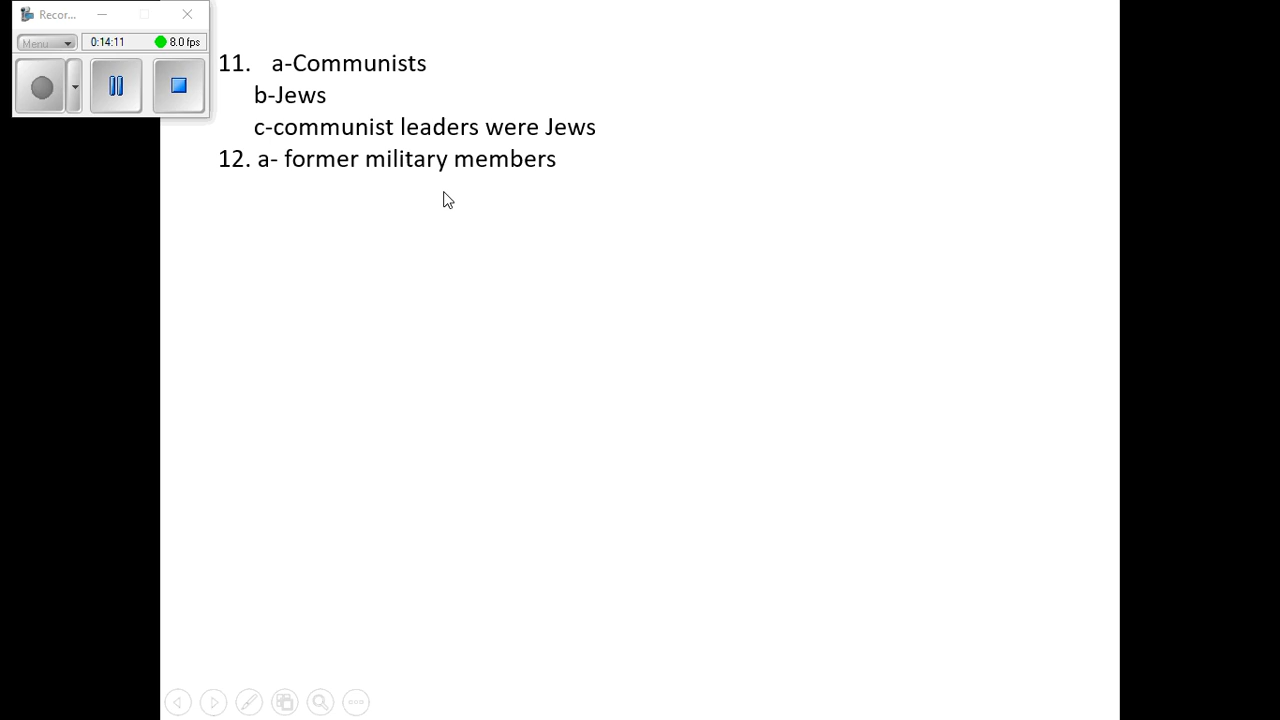 Recor...
Menu
0:14:11
8.0 fps
11. a-Communists
b-Jews
c-communist leaders were Jews
12. a- former military members